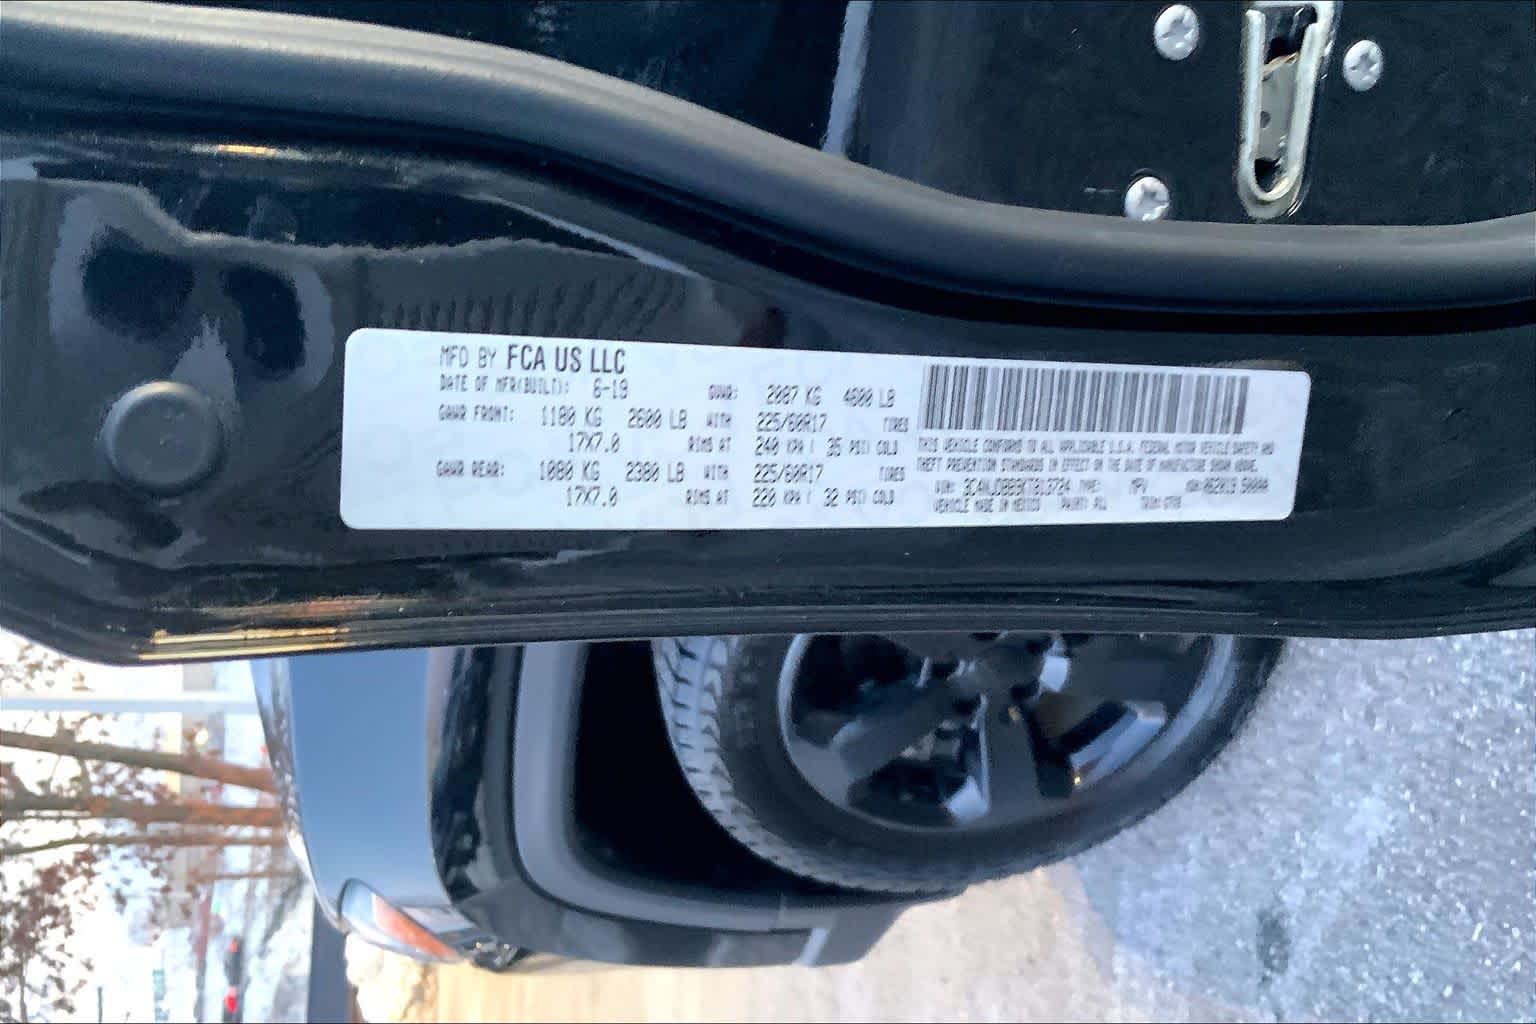 MFD BY FCA US LLC
DATE OF MFR(BUILT): 6-19 GVWR: 2087 KG 4600 LB
GAWR FRONT: 1180 KG 2600 LB WITH 225/60R17 TIRES
17X7.0 RIMS AT 240 KPA ( 35 PSI) COLD
GAWR REAR: 1080 KG 2380 LB WITH 225/60R17 TIRES
17X7.0 RIMS AT 220 KPA ( 32 PSI) COLD
THIS VEHICLE CONFORMS TO ALL APPLICABLE U.S.A. FEDERAL MOTOR VEHICLE SAFETY AND
THEFT PREVENTION STANDARDS IN EFFECT ON THE DATE OF MANUFACTURE SHOWN ABOVE.
VIN: TYPE: MPV
VEHICLE MADE IN MEXICO PAINT: TRIM: